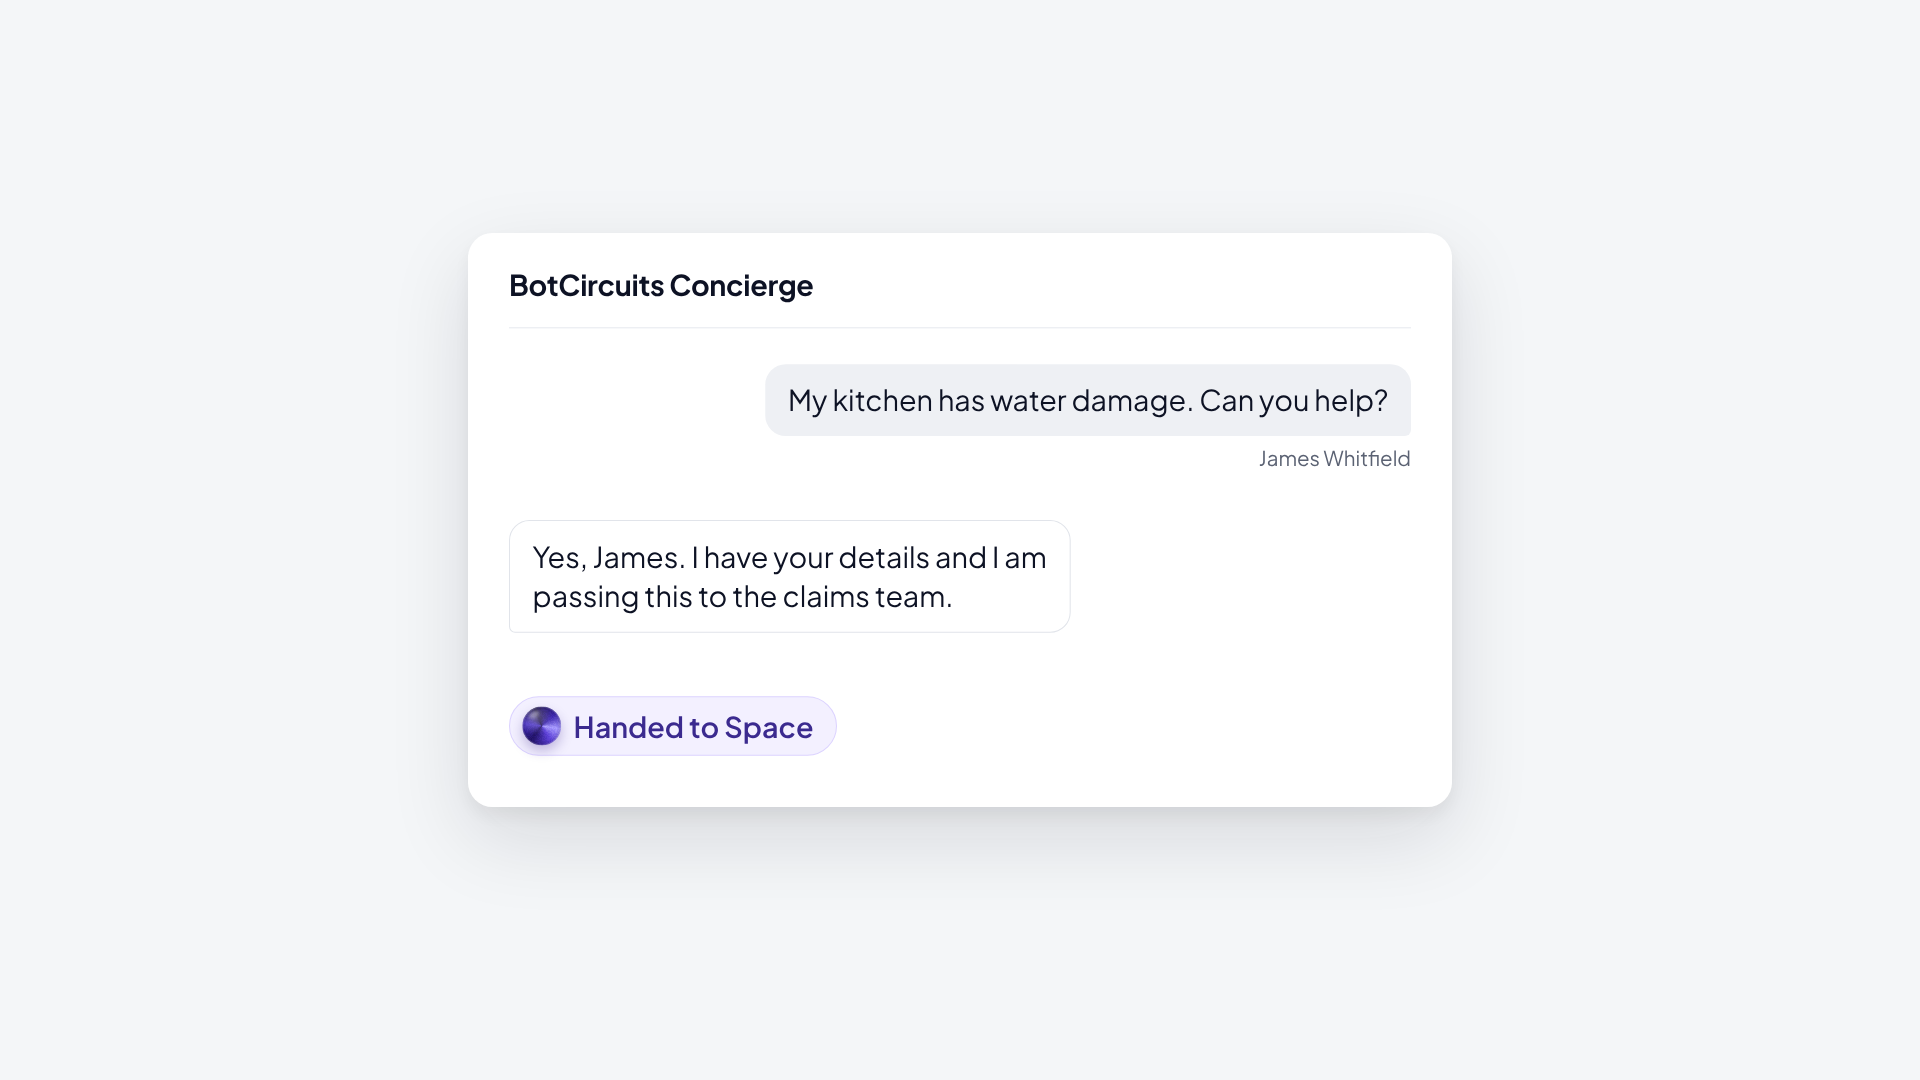 BotCircuits Concierge
My kitchen has water damage. Can you help?
James Whitfield
Yes, James. I have your details and I am
passing this to the claims team.
Handed to Space